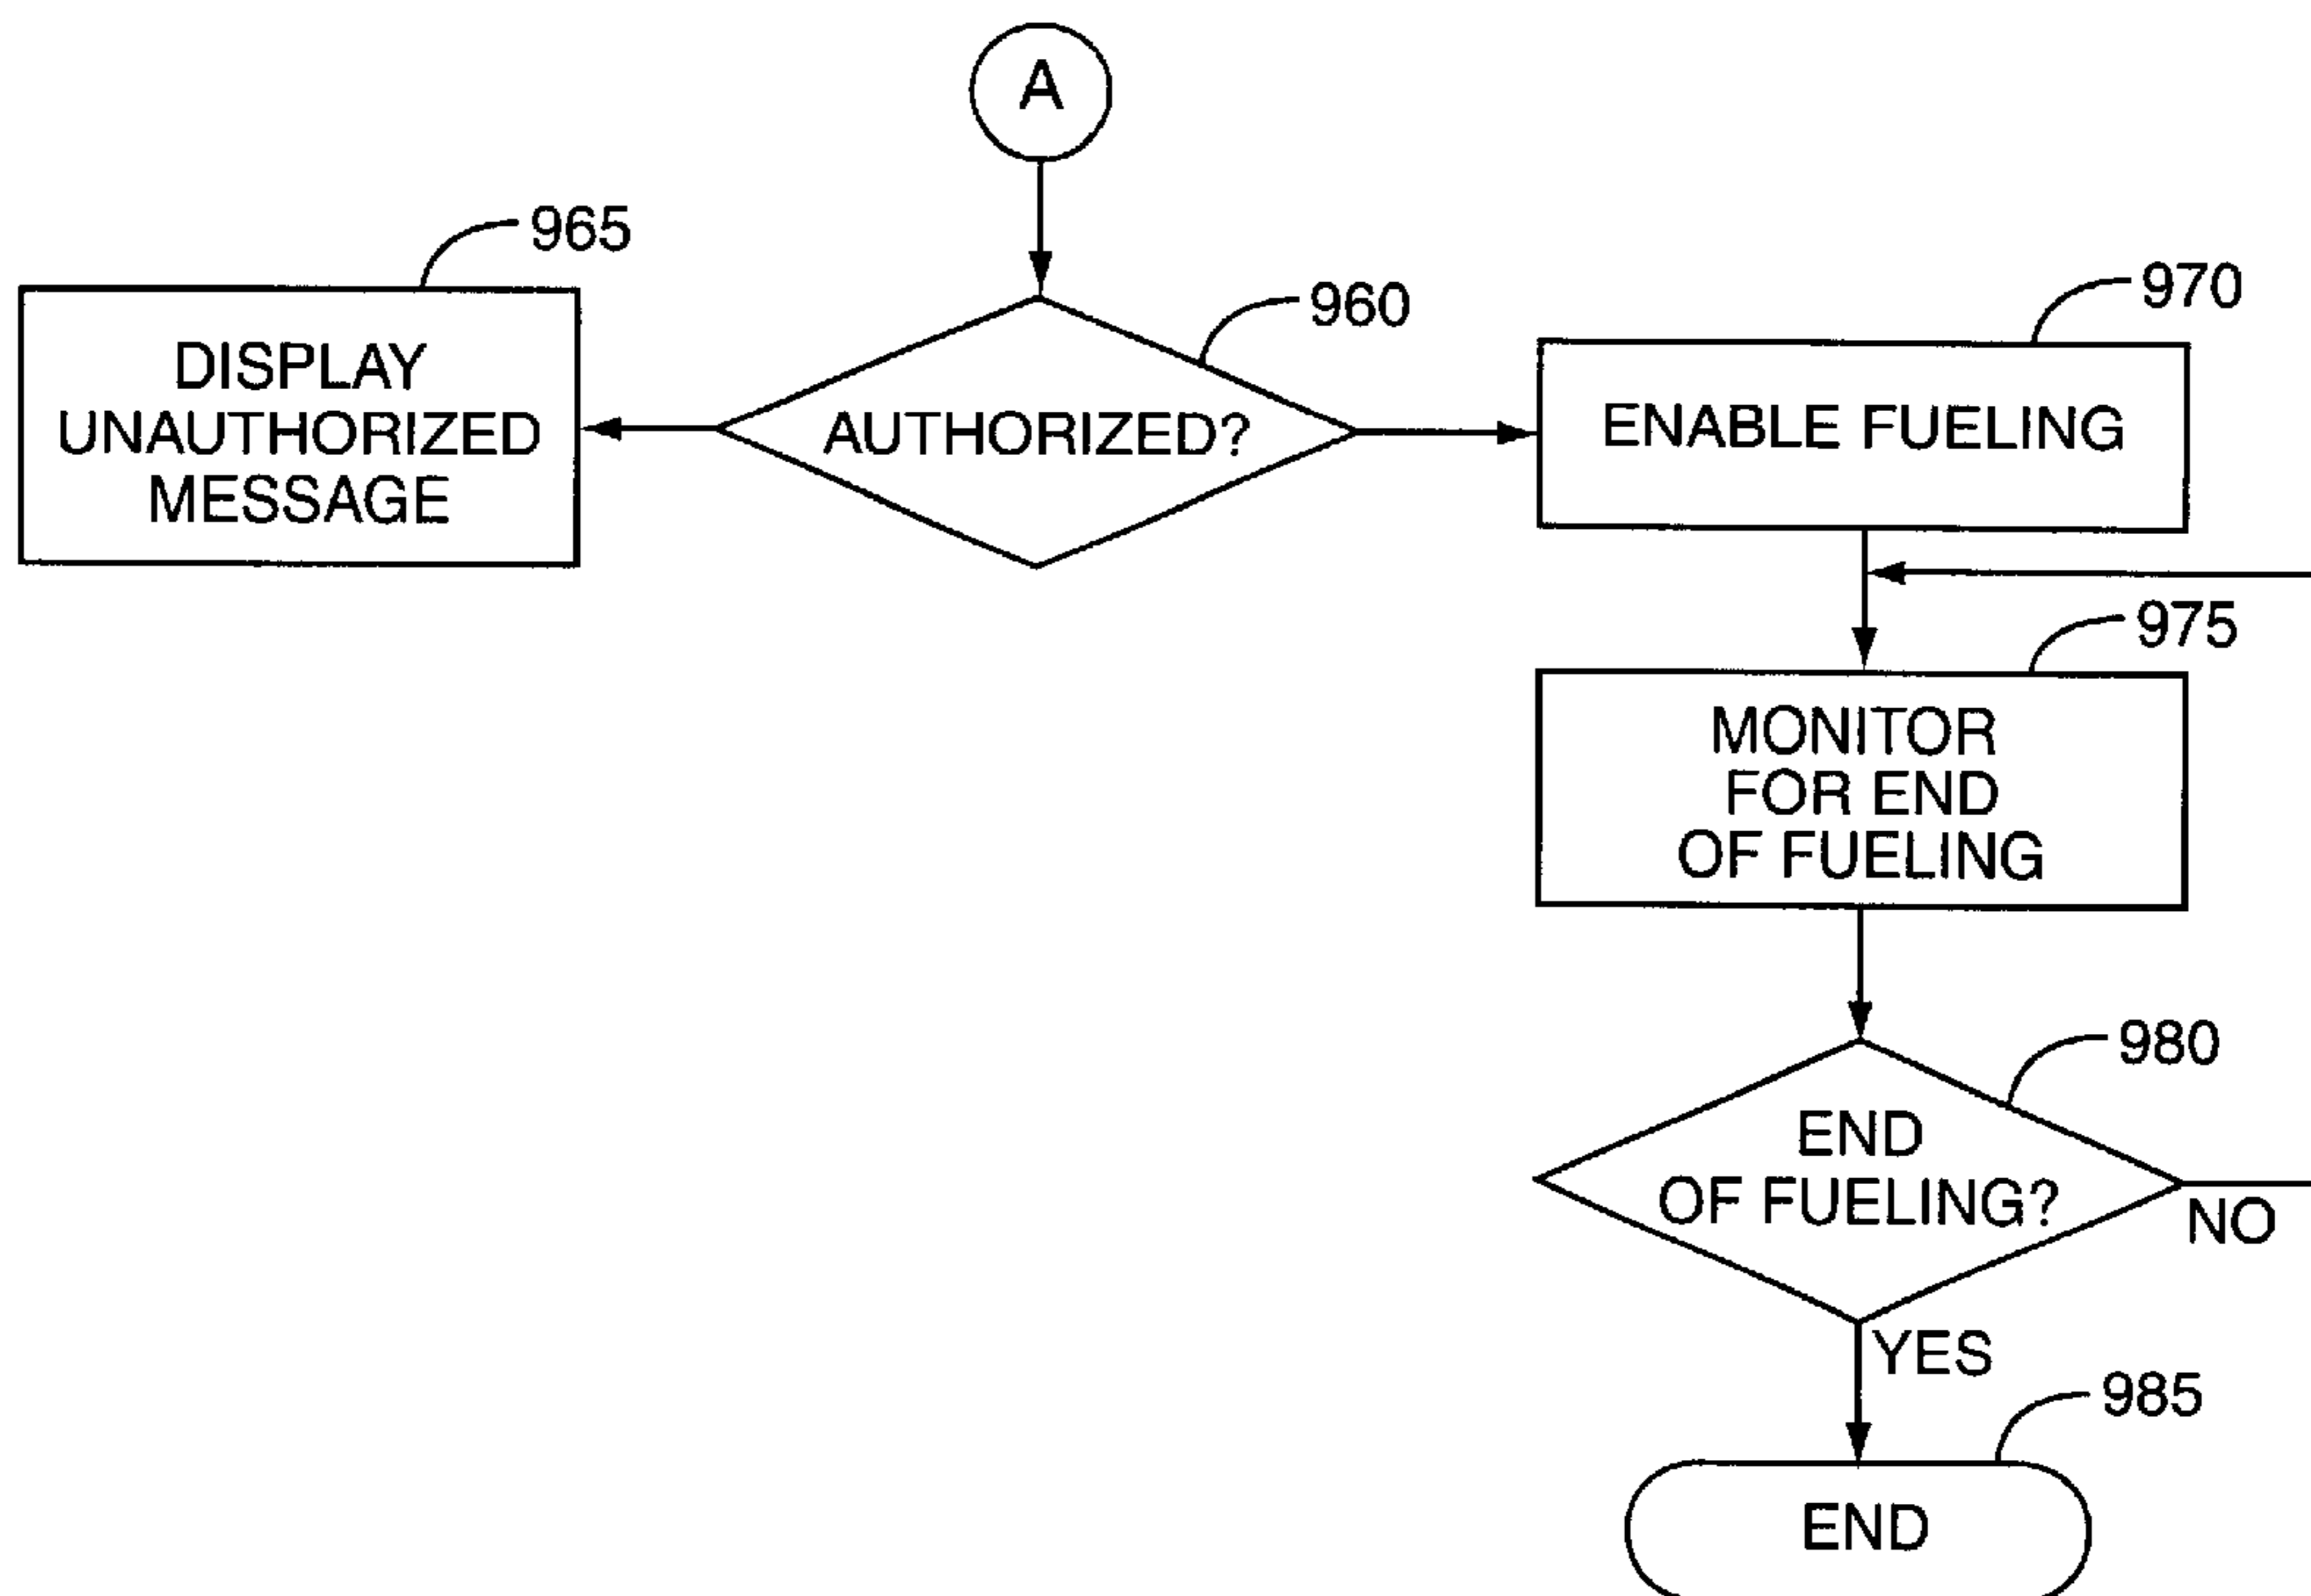 A
965
960
970
DISPLAY
UNAUTHORIZED
MESSAGE
AUTHORIZED?
ENABLE FUELING
975
MONITOR
FOR END
OF FUELING
980
END
OF FUELING?
NO
YES
985
END